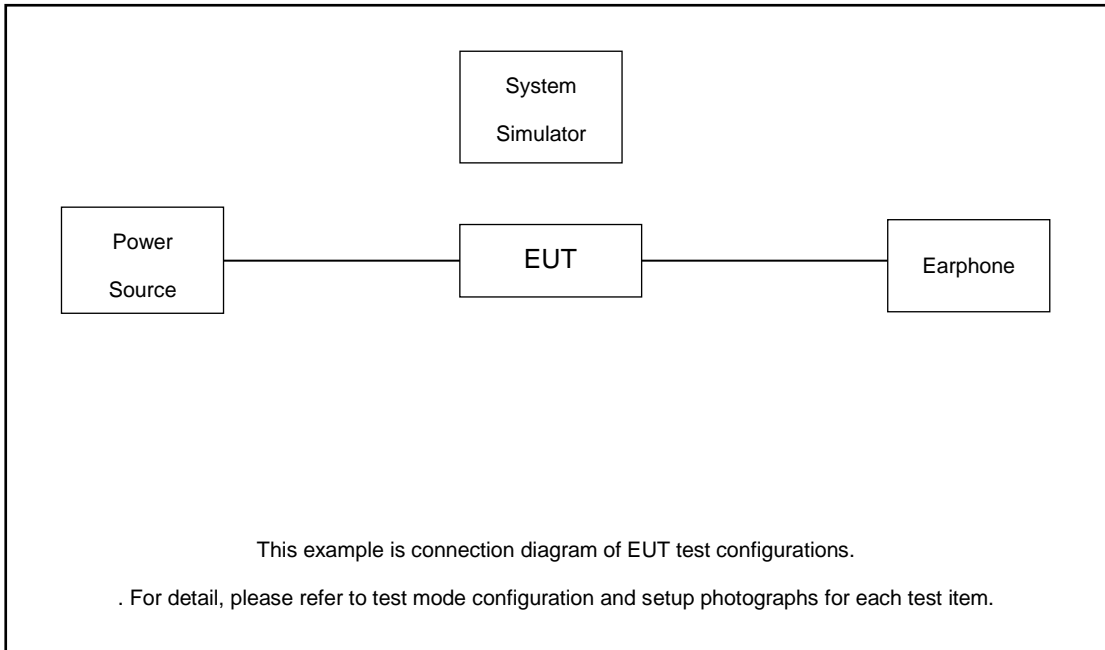 System
Simulator
Power
Source
EUT
Earphone
This example is connection diagram of EUT test configurations.
. For detail, please refer to test mode configuration and setup photographs for each test item.